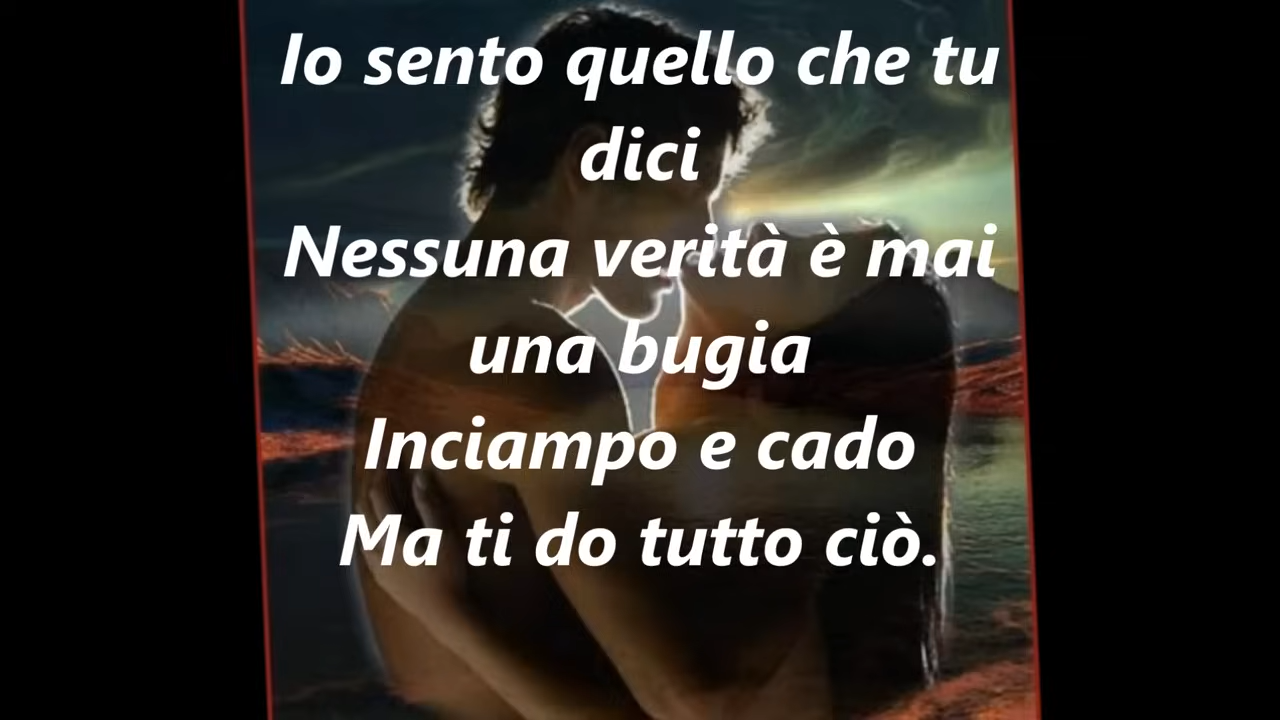 Io sento quello che tu
dici
Nessuna verità è mai
una bugia
Inciampo e cado
Ma ti do tutto ciò.